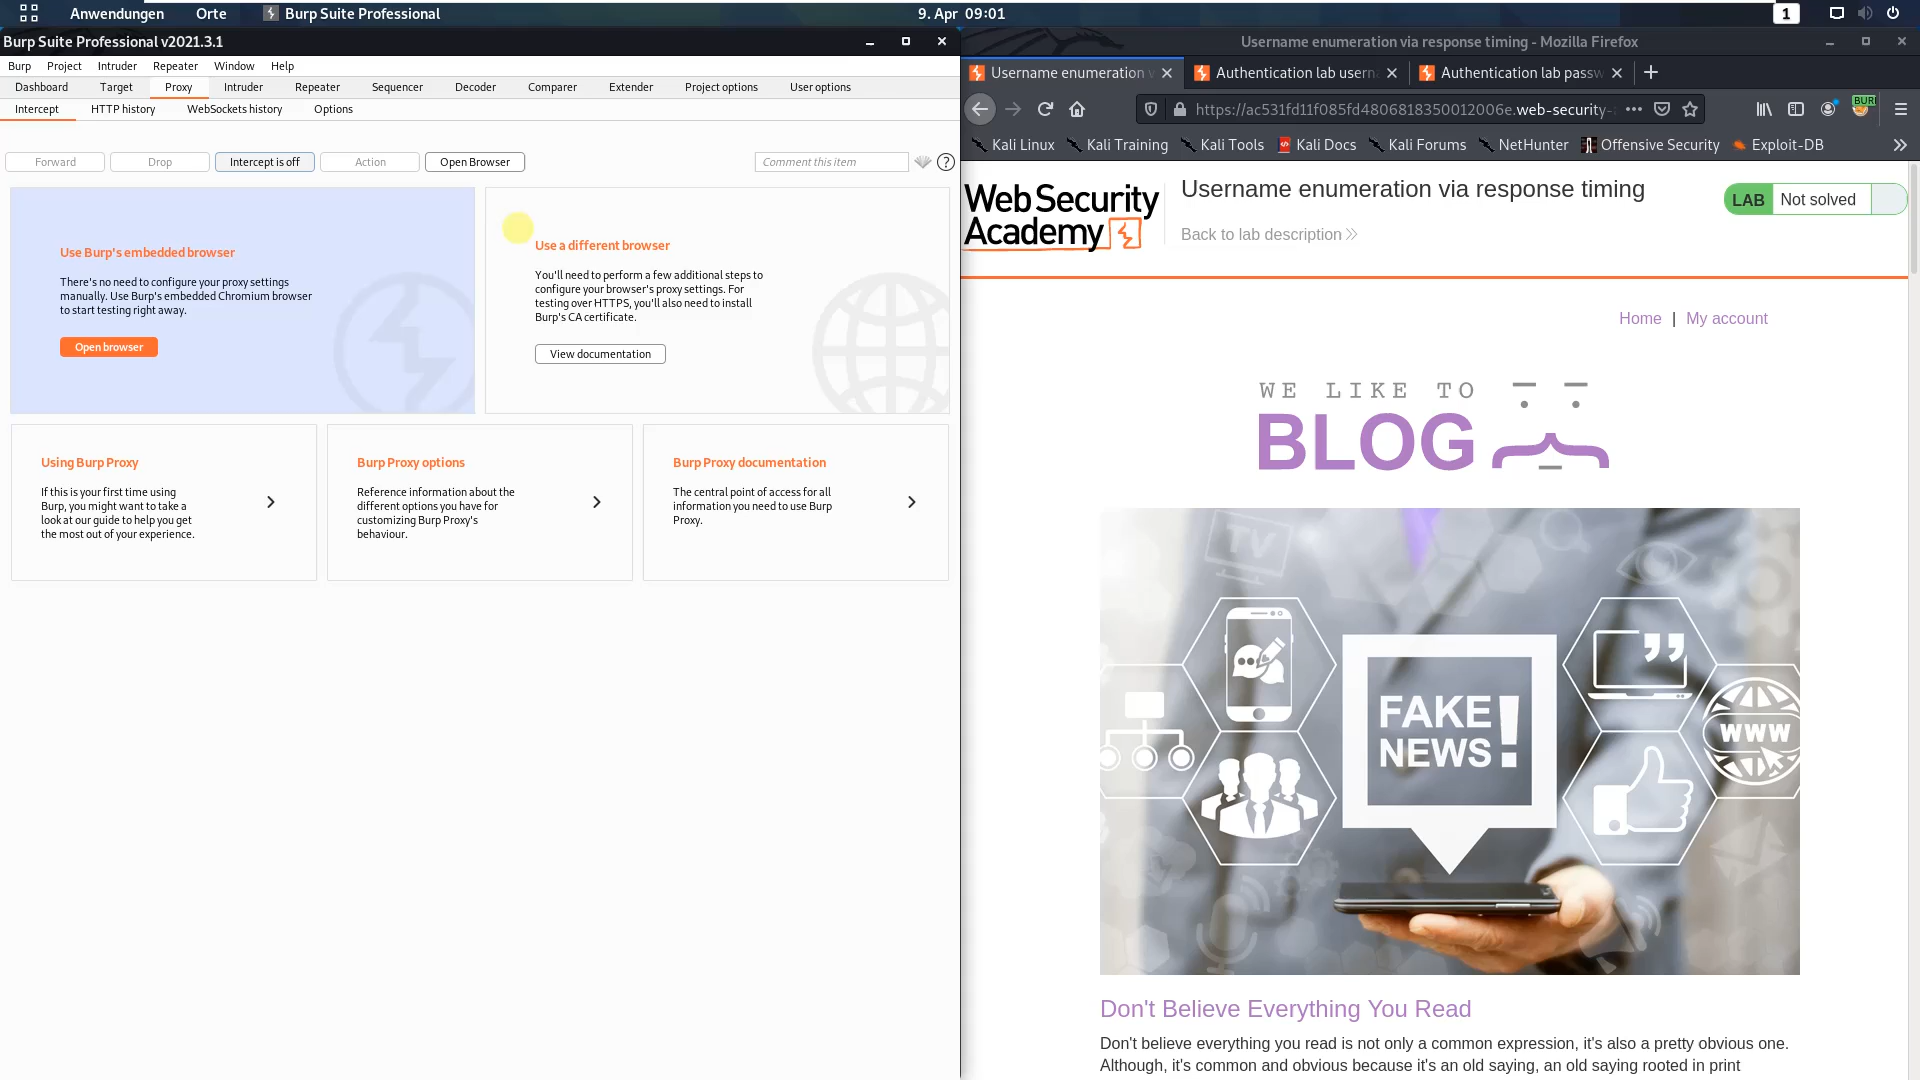 Anwendungen Orte Burp Suite Professional 9. Apr 09:01 1
Burp Suite Professional v2021.3.1
Burp Project Intruder Repeater Window Help
Dashboard Target Proxy Intruder Repeater Sequencer Decoder Comparer Extender Project options User options
Intercept HTTP history WebSockets history Options
Forward Drop Intercept is off Action Open Browser Comment this item ?
Use Burp's embedded browser
There's no need to configure your proxy settings
manually. Use Burp's embedded Chromium browser
to start testing right away.
Open browser
Use a different browser
You'll need to perform a few additional steps to
configure your browser's proxy settings. For
testing over HTTPS, you'll also need to install
Burp's CA certificate.
View documentation
Using Burp Proxy
If this is your first time using
Burp, you might want to take a
look at our guide to help you get
the most out of your experience.
Burp Proxy options
Reference information about the
different options you have for
customizing Burp Proxy's
behaviour.
Burp Proxy documentation
The central point of access for all
information you need to use Burp
Proxy.
Username enumeration via response timing - Mozilla Firefox
Username enumeration v Authentication lab usern Authentication lab passw
https://ac531fd11f085fd4806818350012006e.web-security- BUR
Kali Linux Kali Training Kali Tools Kali Docs Kali Forums NetHunter Offensive Security Exploit-DB
Web Security
Academy
Username enumeration via response timing
Back to lab description
LAB Not solved
Home | My account
WE LIKE TO
BLOG
TV
FAKE
NEWS!
WWW
Don't Believe Everything You Read
Don't believe everything you read is not only a common expression, it's also a pretty obvious one.
Although, it's common and obvious because it's an old saying, an old saying rooted in print